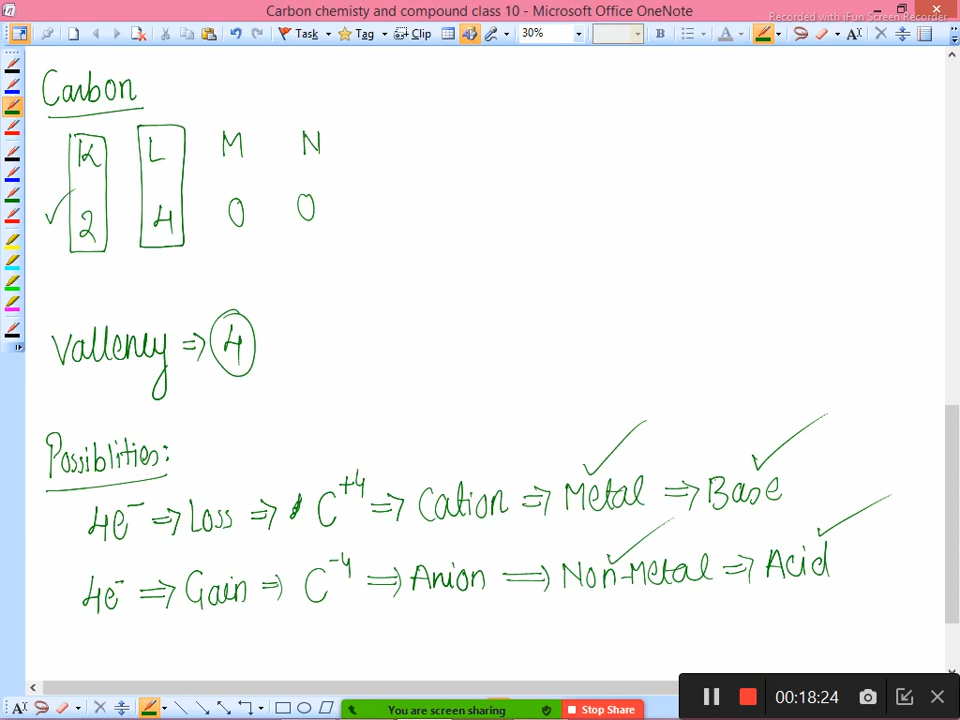 Carbon chemisty and compound class 10 - Microsoft Office OneNote
Recorded with iFun Screen Recorder
Task Tag Clip 30% B A
Carbon
K L M N
2 4 0 0
Vallency => 4
Possiblities:
4e⁻ => Loss => C⁺⁴ => Cation => Metal => Base
4e⁻ => Gain => C⁻⁴ => Anion => Non-Metal => Acid
00:18:24
You are screen sharing Stop Share